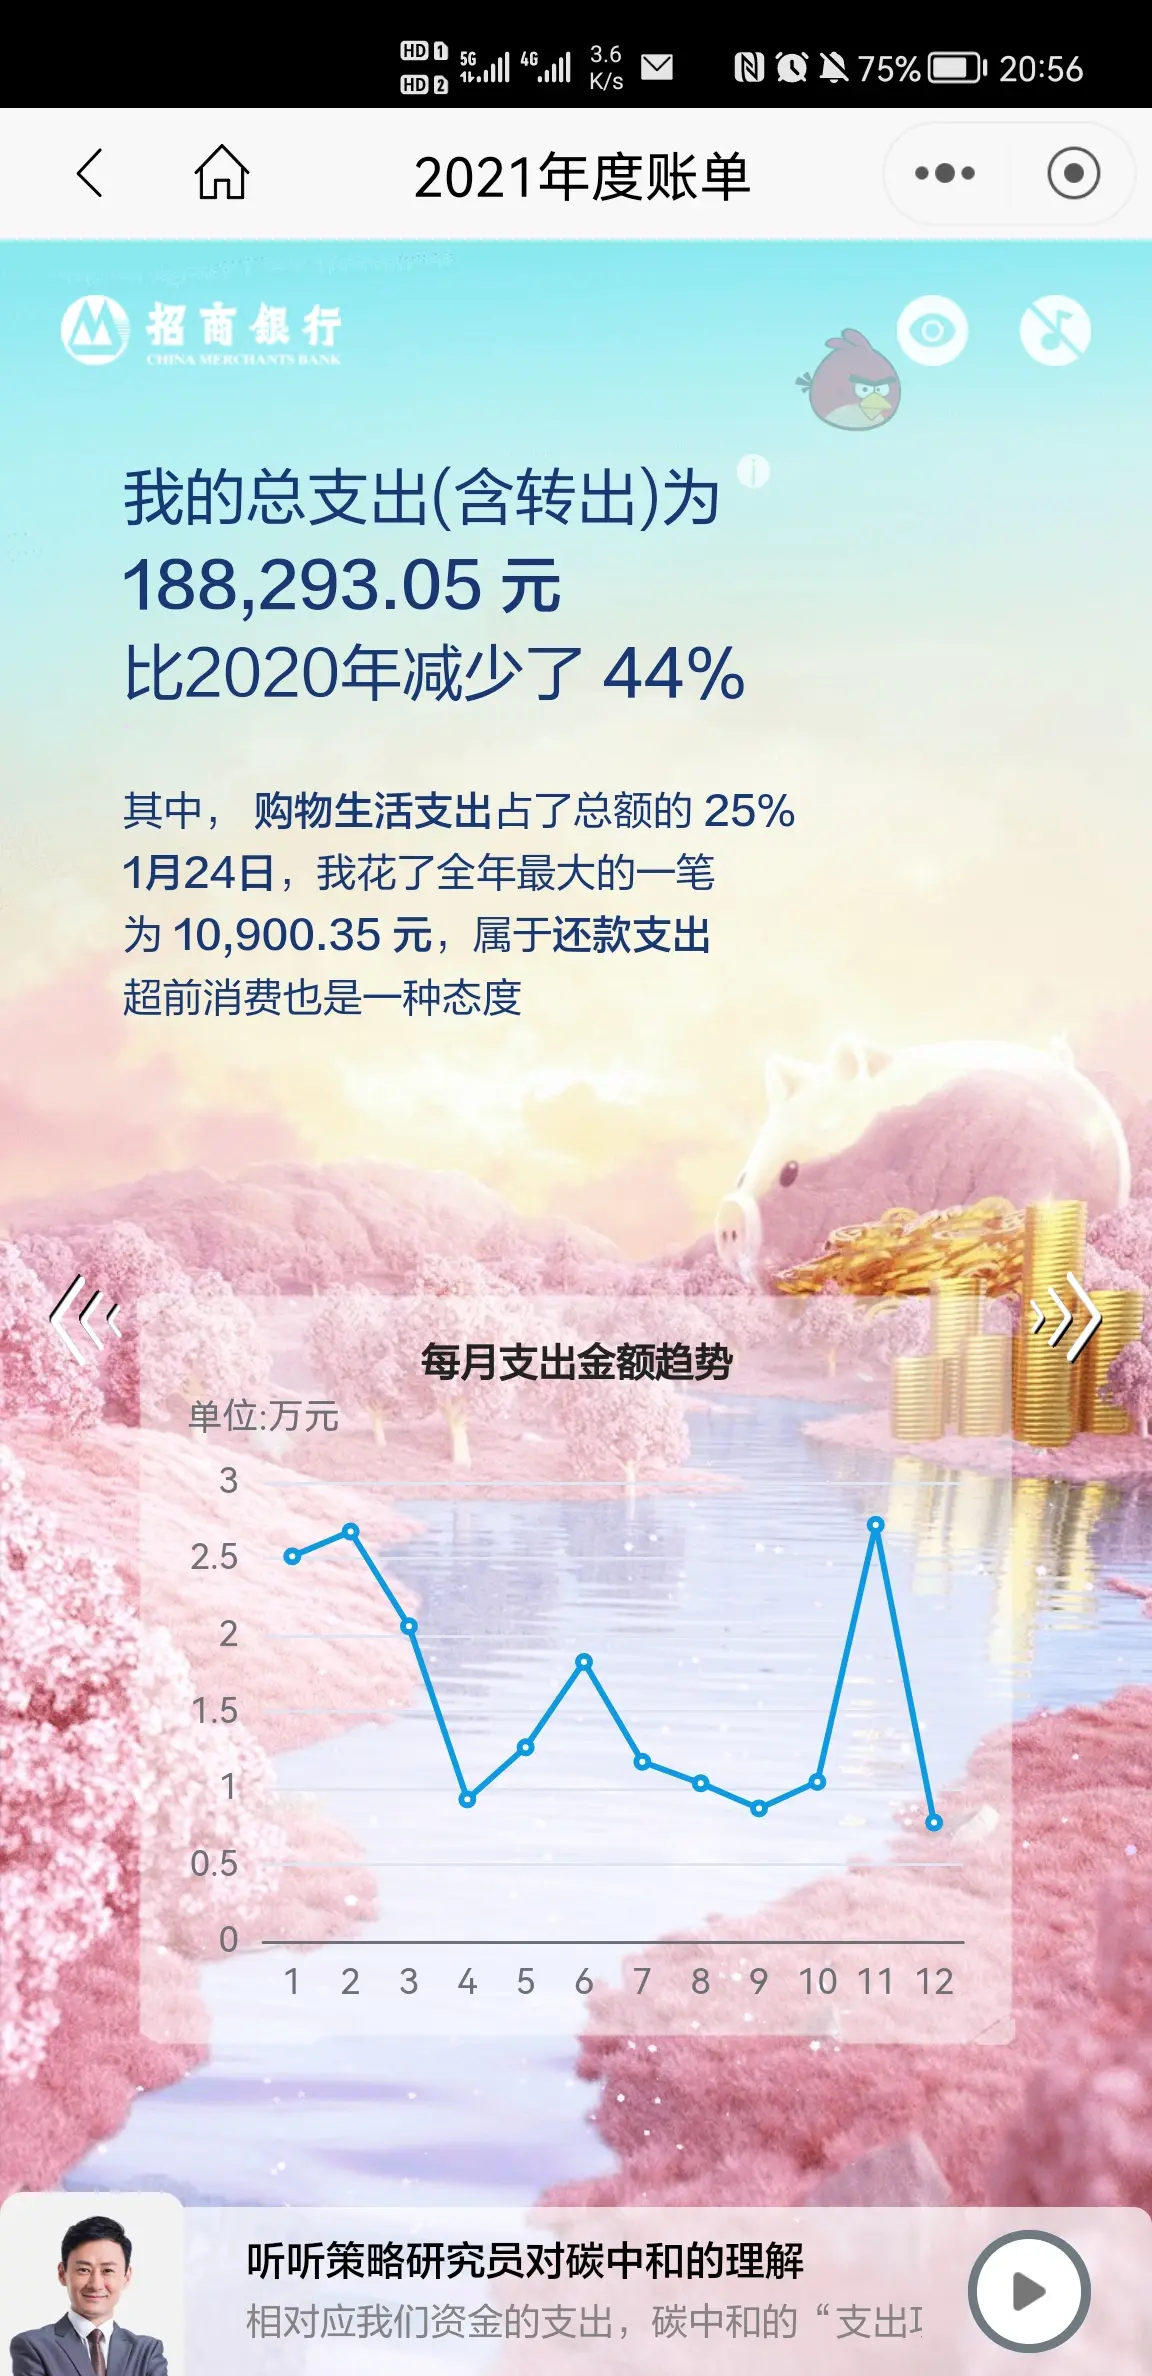 HD 1 5G 4G 3.6 75% 20:56
HD 2 K/s
2021年度账单
招商銀行
CHINA MERCHANTS BANK
我的总支出(含转出)为
188,293.05 元
比2020年减少了 44%
其中， 购物生活支出占了总额的 25%
1月24日，我花了全年最大的一笔
为 10,900.35 元，属于还款支出
超前消费也是一种态度
每月支出金额趋势
单位:万元
3
2.5
2
1.5
1
0.5
0
1 2 3 4 5 6 7 8 9 10 11 12
听听策略研究员对碳中和的理解
相对应我们资金的支出，碳中和的“支出